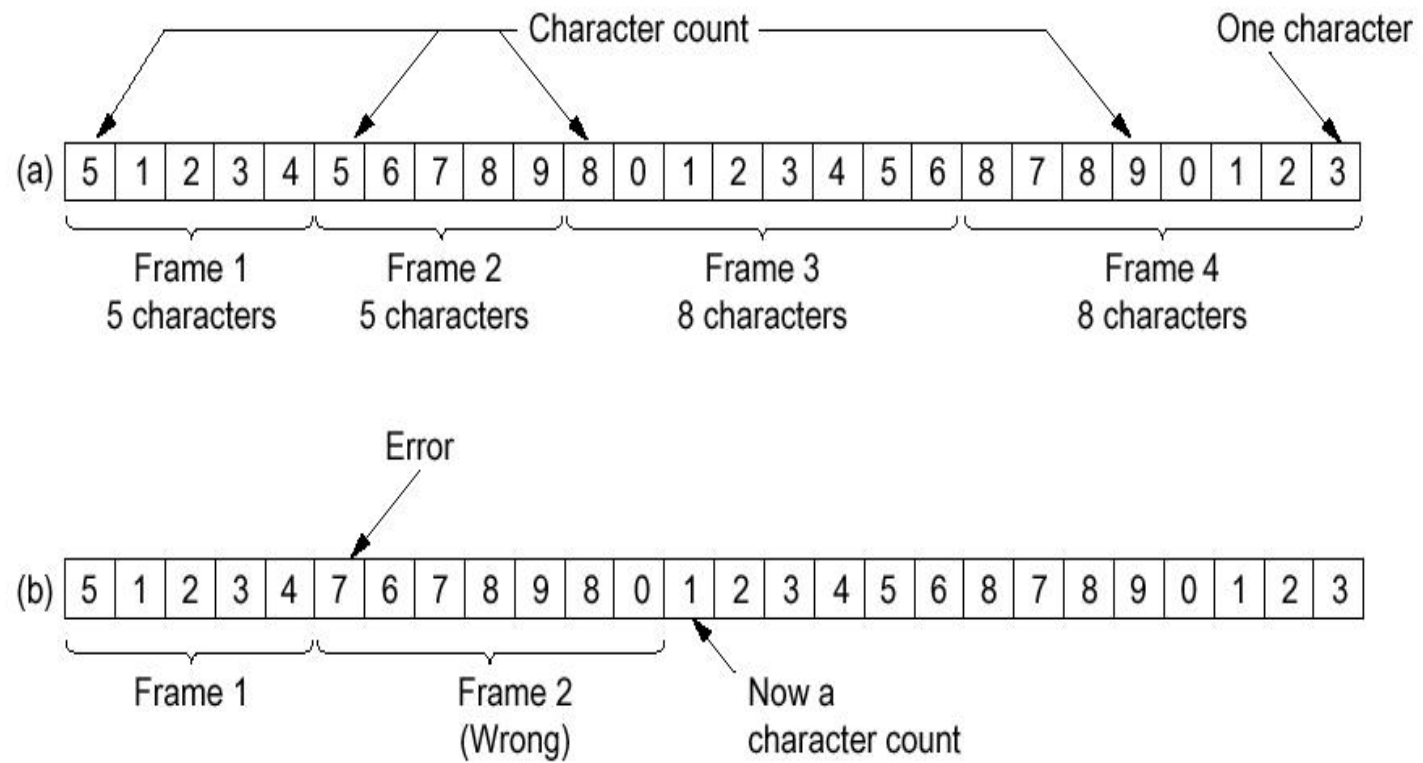 Character count One character
(a) 5 1 2 3 4 5 6 7 8 9 8 0 1 2 3 4 5 6 8 7 8 9 0 1 2 3
Frame 1 Frame 2 Frame 3 Frame 4
5 characters 5 characters 8 characters 8 characters
Error
(b) 5 1 2 3 4 7 6 7 8 9 8 0 1 2 3 4 5 6 8 7 8 9 0 1 2 3
Frame 1 Frame 2 Now a
(Wrong) character count